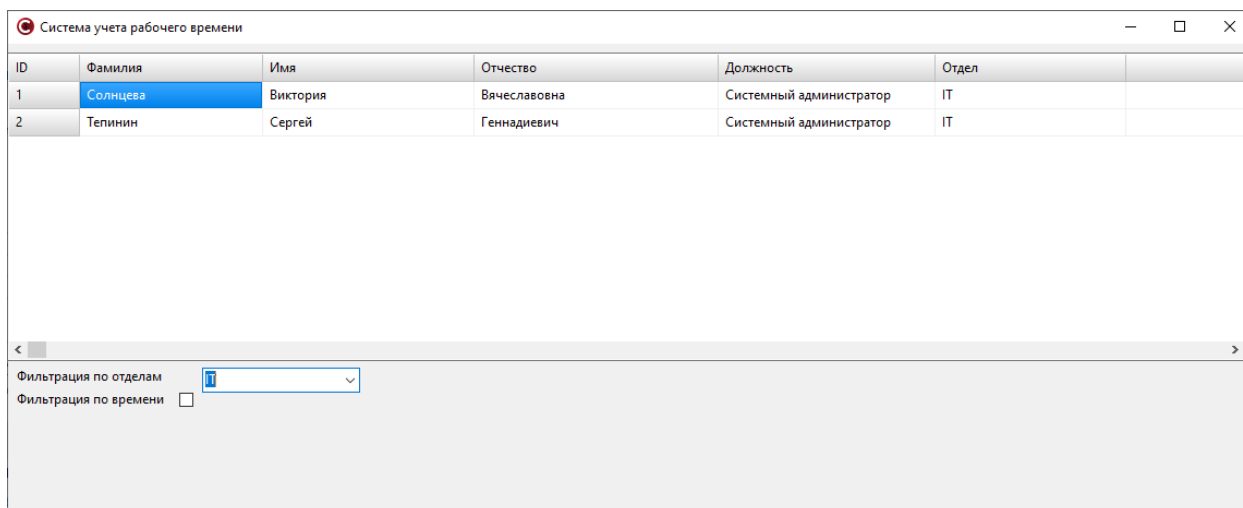 Система учета рабочего времени
ID Фамилия Имя Отчество Должность Отдел
1 Солнцева Виктория Вячеславовна Системный администратор IT
2 Тепинин Сергей Геннадиевич Системный администратор IT
Фильтрация по отделам IT
Фильтрация по времени